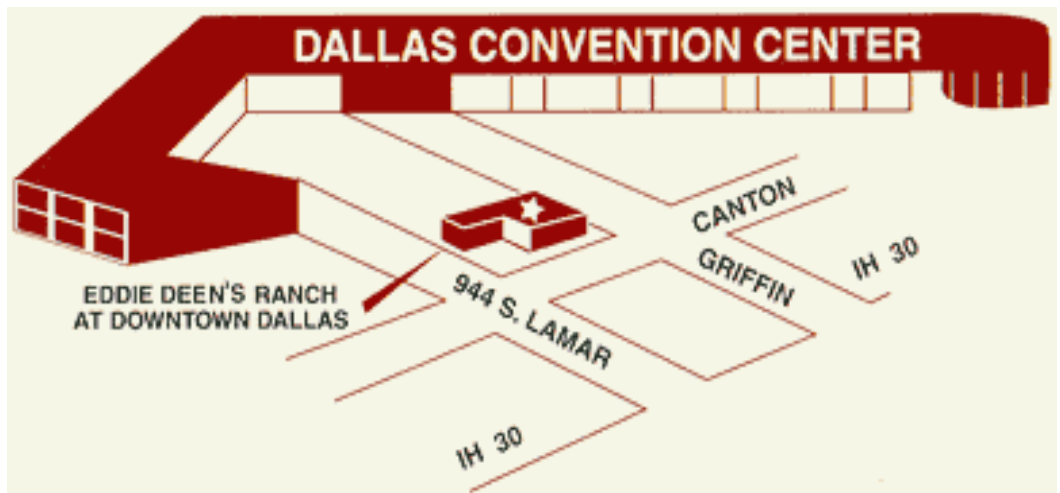 DALLAS CONVENTION CENTER
CANTON
GRIFFIN
IH 30
EDDIE DEEN'S RANCH
AT DOWNTOWN DALLAS
944 S. LAMAR
IH 30